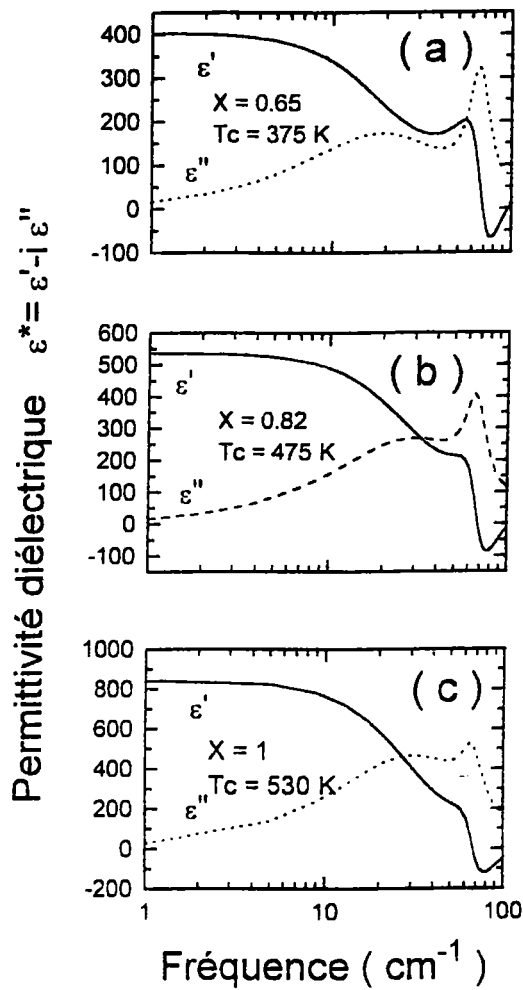 Permittivité diélectrique ε*= ε'-i ε"
400
300
200
100
0
-100
( a )
ε'
X = 0.65
Tc = 375 K
ε"
600
500
400
300
200
100
0
-100
( b )
ε'
X = 0.82
Tc = 475 K
ε"
1000
800
600
400
200
0
-200
( c )
ε'
X = 1
Tc = 530 K
ε"
1 10 100
Fréquence ( cm-1 )